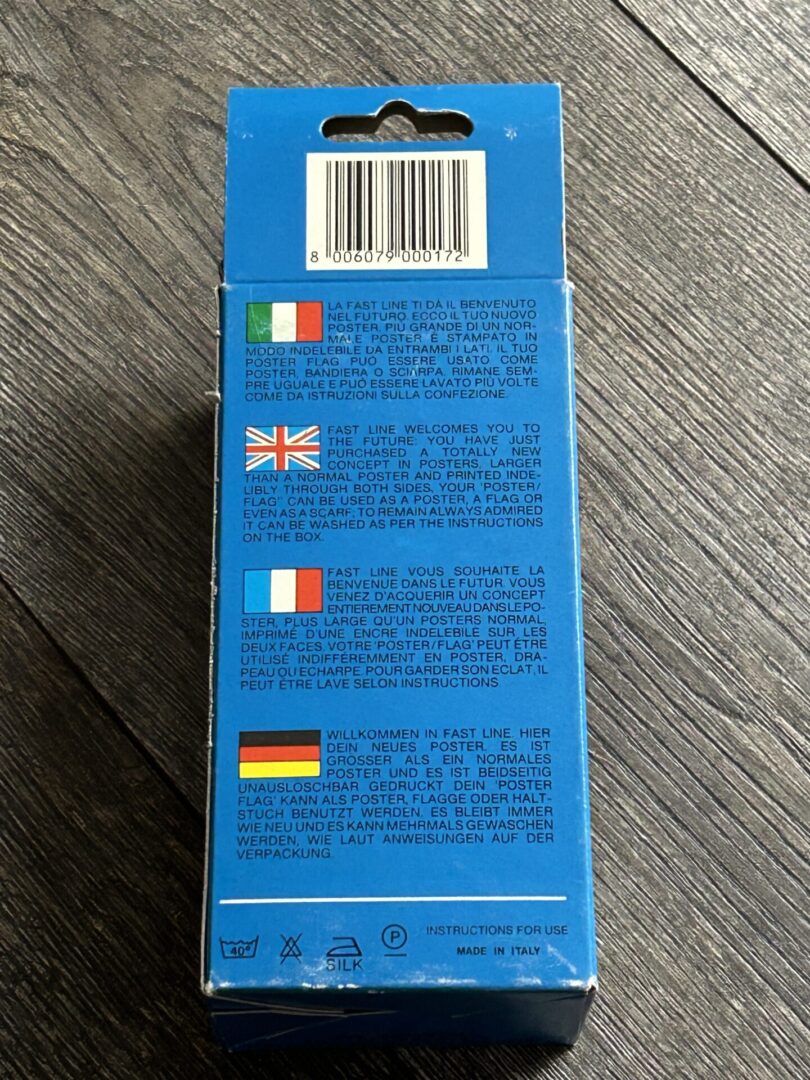 8 006079 000172
LA FAST LINE TI DÀ IL BENVENUTO
NEL FUTURO. ECCO IL TUO NUOVO
POSTER. PIÙ GRANDE DI UN NOR-
MALE POSTER È STAMPATO IN
MODO INDELEBILE DA ENTRAMBI I LATI. IL TUO
POSTER FLAG PUÒ ESSERE USATO COME
POSTER, BANDIERA O SCIARPA. RIMANE SEM-
PRE UGUALE E PUÒ ESSERE LAVATO PIÙ VOLTE
COME DA ISTRUZIONI SULLA CONFEZIONE.
FAST LINE WELCOMES YOU TO
THE FUTURE: YOU HAVE JUST
PURCHASED A TOTALLY NEW
CONCEPT IN POSTERS, LARGER
THAN A NORMAL POSTER AND PRINTED INDE-
LIBLY THROUGH BOTH SIDES. YOUR 'POSTER/
FLAG" CAN BE USED AS A POSTER, A FLAG OR
EVEN AS A SCARF; TO REMAIN ALWAYS ADMIRED
IT CAN BE WASHED AS PER THE INSTRUCTIONS
ON THE BOX.
FAST LINE VOUS SOUHAITE LA
BENVENUE DANS LE FUTUR. VOUS
VENEZ D'ACQUERIR UN CONCEPT
ENTIEREMENT NOUVEAU DANS LE PO-
STER, PLUS LARGE QU'UN POSTERS NORMAL,
IMPRIMÉ D'UNE ENCRE INDELEBILE SUR LES
DEUX FACES. VOTRE 'POSTER/FLAG' PEUT ÊTRE
UTILISÉ INDIFFÉREMMENT EN POSTER, DRA-
PEAU OU ECHARPE. POUR GARDER SON ECLAT, IL
PEUT ÊTRE LAVE SELON INSTRUCTIONS.
WILLKOMMEN IN FAST LINE. HIER
DEIN NEUES POSTER. ES IST
GROSSER ALS EIN NORMALES
POSTER UND ES IST BEIDSEITIG
UNAUSLOSCHBAR GEDRUCKT DEIN 'POSTER
FLAG' KANN ALS POSTER, FLAGGE ODER HALT-
STUCH BENUTZT WERDEN. ES BLEIBT IMMER
WIE NEU UND ES KANN MEHRMALS GEWASCHEN
WERDEN, WIE LAUT ANWEISUNGEN AUF DER
VERPACKUNG.
40° SILK P INSTRUCTIONS FOR USE
MADE IN ITALY